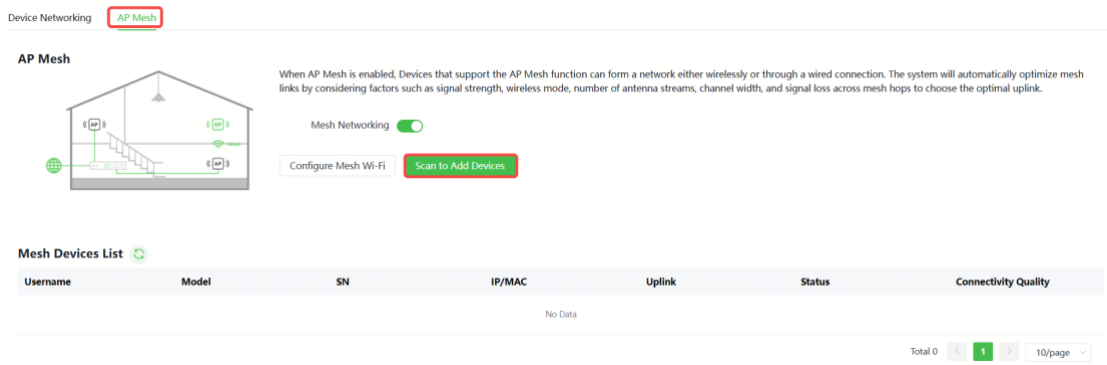 Device Networking
AP Mesh
AP Mesh
When AP Mesh is enabled, Devices that support the AP Mesh function can form a network either wirelessly or through a wired connection. The system will automatically optimize mesh
links by considering factors such as signal strength, wireless mode, number of antenna streams, channel width, and signal loss across mesh hops to choose the optimal uplink.
AP
AP
AP
Mesh Networking
Configure Mesh Wi-Fi
Scan to Add Devices
Mesh Devices List
Username Model SN IP/MAC Uplink Status Connectivity Quality
No Data
Total 0 < 1 > 10/page